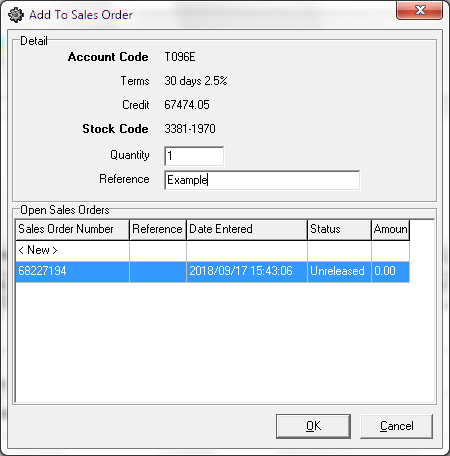 Add To Sales Order
Detail
Account Code T096E
Terms 30 days 2.5%
Credit 67474.05
Stock Code 3381-1970
Quantity 1
Reference Example
Open Sales Orders
Sales Order Number Reference Date Entered Status Amoun
< New >
68227194 2018/09/17 15:43:06 Unreleased 0.00
OK Cancel